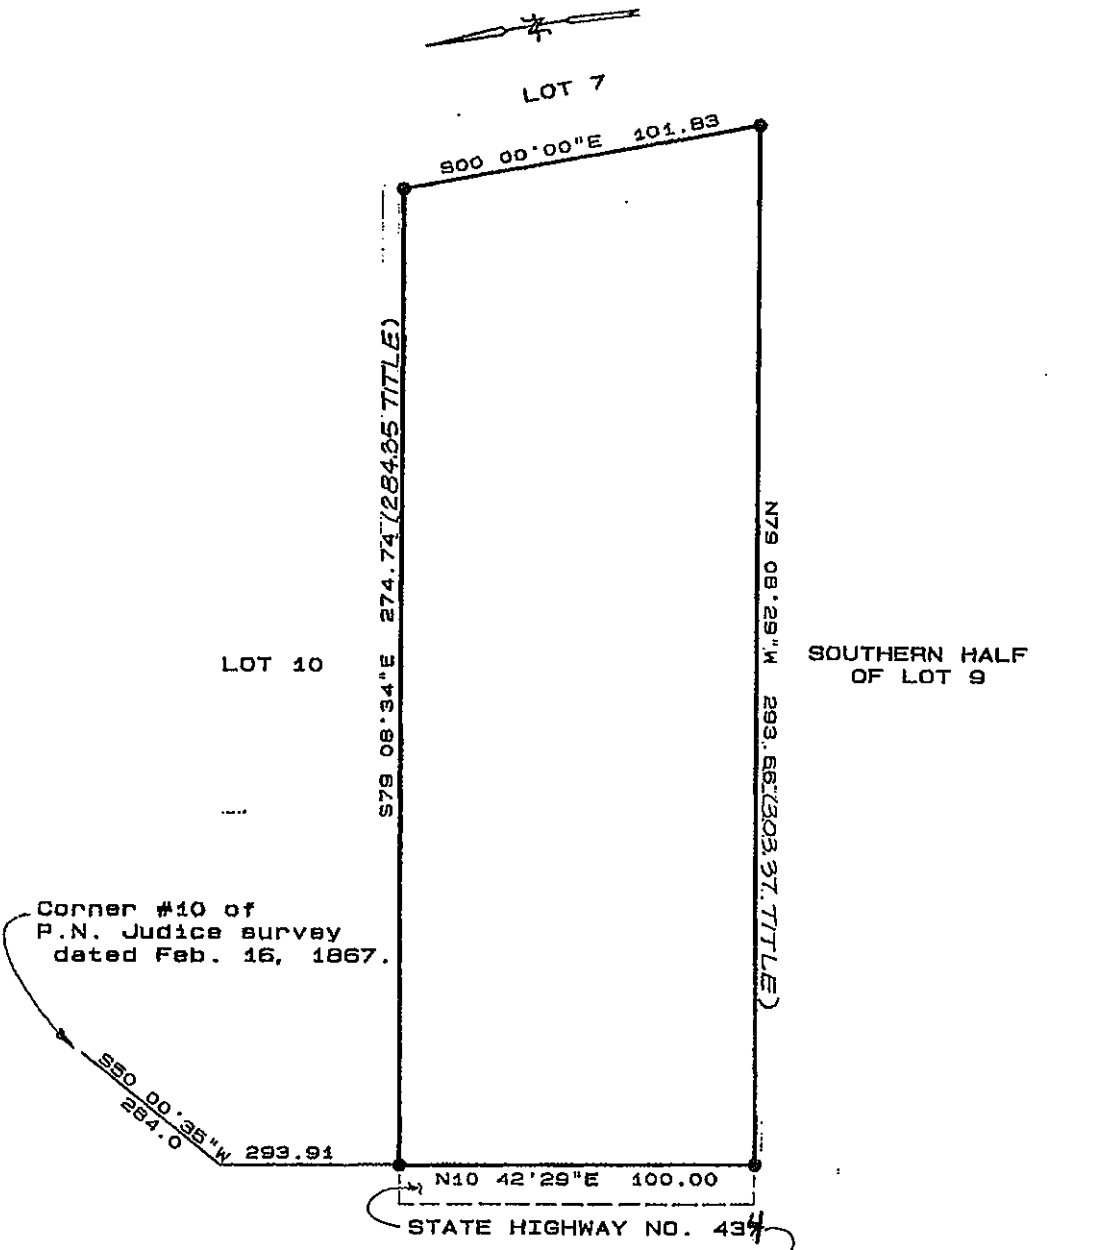 N
LOT 7
S00 00'00"E 101.83
S79 08'34"E 274.74 (284.35 TITLE)
N79 08'29"W 293.66 (303.37 TITLE)
LOT 10
SOUTHERN HALF
OF LOT 9
Corner #10 of
P.N. Judice survey
dated Feb. 16, 1867.
S50 00'35"W
284.0
293.91
N10 42'29"E 100.00
STATE HIGHWAY NO. 434